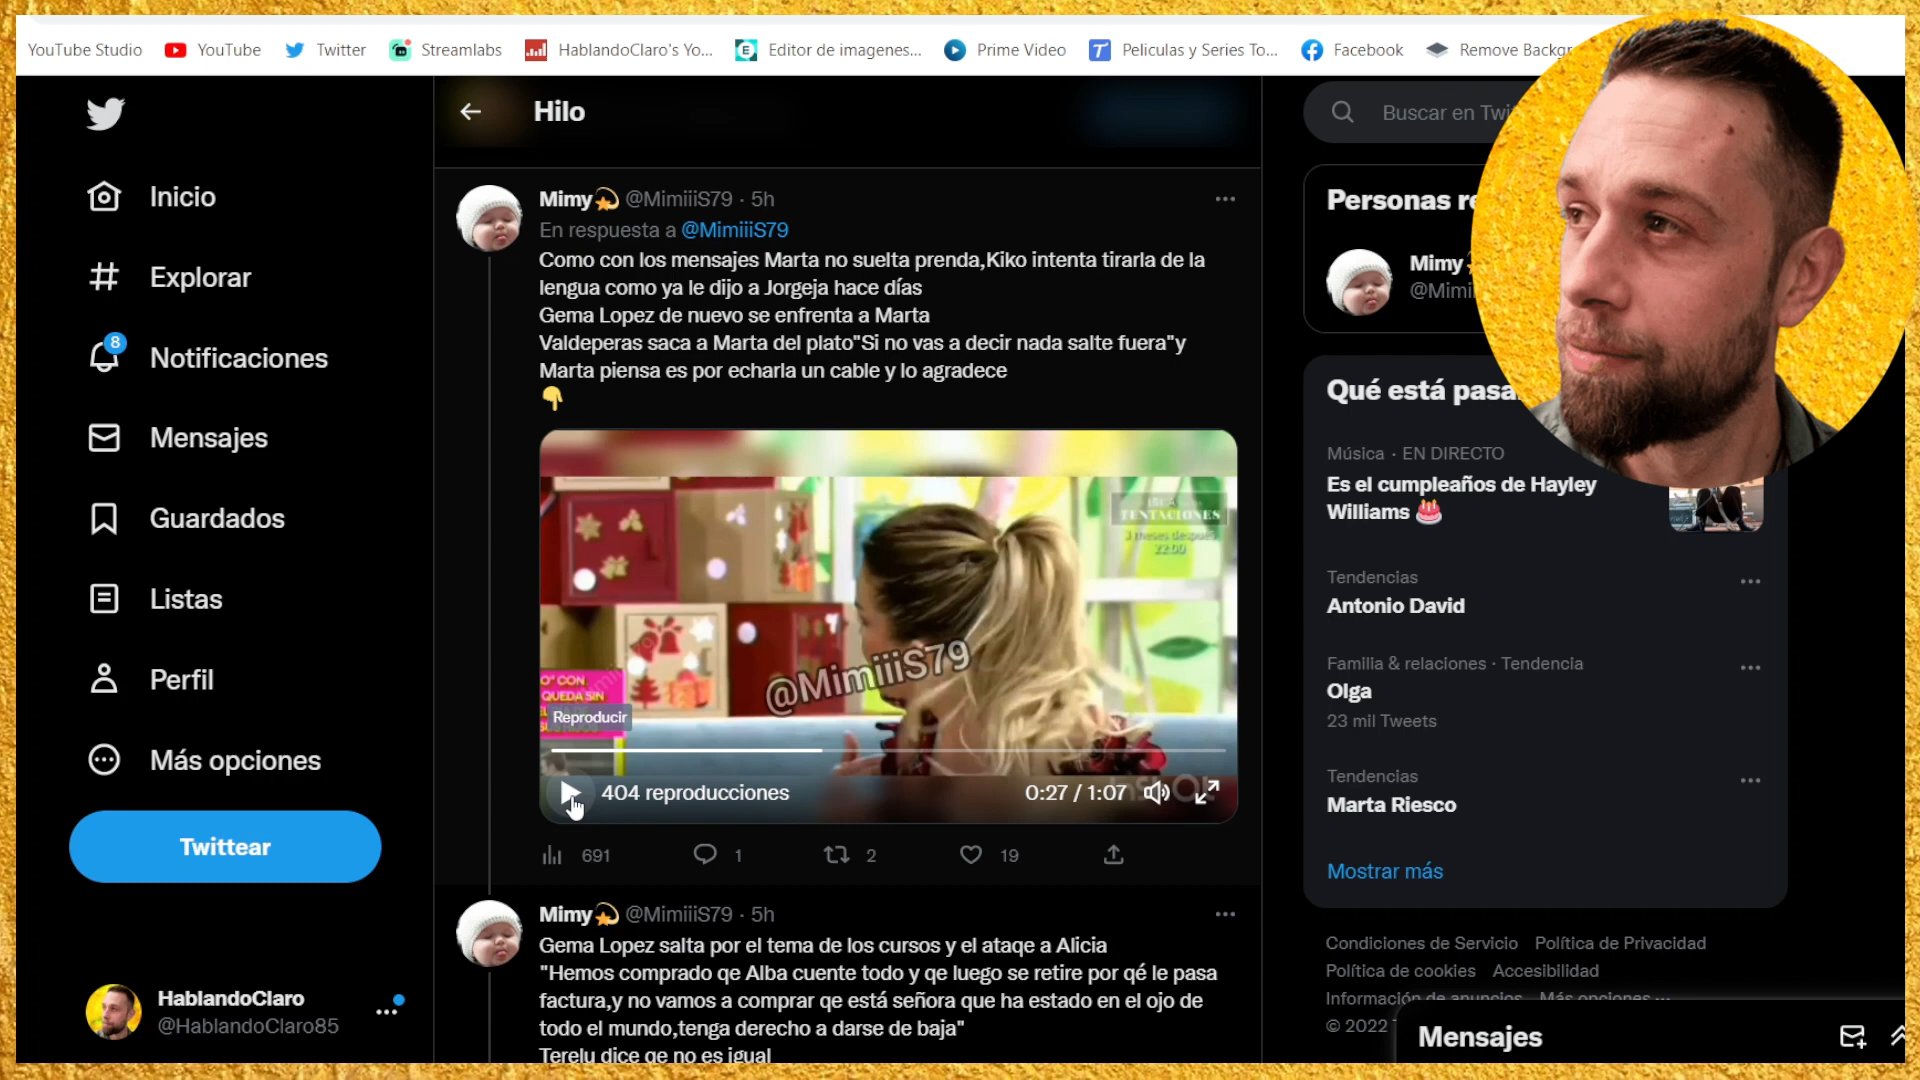 YouTube Studio
YouTube
Twitter
Streamlabs
HablandoClaro's Yo...
Editor de imagenes...
Prime Video
Peliculas y Series To...
Facebook
Remove Backgr
Inicio
Explorar
8
Notificaciones
Mensajes
Guardados
Listas
Perfil
Más opciones
Twittear
HablandoClaro
@HablandoClaro85
Hilo
Mimy💫 @MimiiiS79 · 5h
En respuesta a @MimiiiS79
Como con los mensajes Marta no suelta prenda,Kiko intenta tirarla de la
lengua como ya le dijo a Jorgeja hace días
Gema Lopez de nuevo se enfrenta a Marta
Valdeperas saca a Marta del plato"Si no vas a decir nada salte fuera"y
Marta piensa es por echarla un cable y lo agradece
👇
TENTACIONES
3 meses después
22:00
@MimiiiS79
O" CON
QUEDA SIN
Reproducir
404 reproducciones
0:27 / 1:07
691
1
2
19
Mimy💫 @MimiiiS79 · 5h
Gema Lopez salta por el tema de los cursos y el ataqe a Alicia
"Hemos comprado qe Alba cuente todo y qe luego se retire por qé le pasa
factura,y no vamos a comprar qe está señora que ha estado en el ojo de
todo el mundo,tenga derecho a darse de baja"
Terelu dice qe no es igual
Buscar en Twi
Personas re
Mimy
@Mimi
Qué está pasa
Música · EN DIRECTO
Es el cumpleaños de Hayley
Williams 🎂
Tendencias
Antonio David
Familia & relaciones · Tendencia
Olga
23 mil Tweets
Tendencias
Marta Riesco
Mostrar más
Condiciones de Servicio Política de Privacidad
Política de cookies Accesibilidad
Información de anuncios Más opciones ...
© 2022
Mensajes